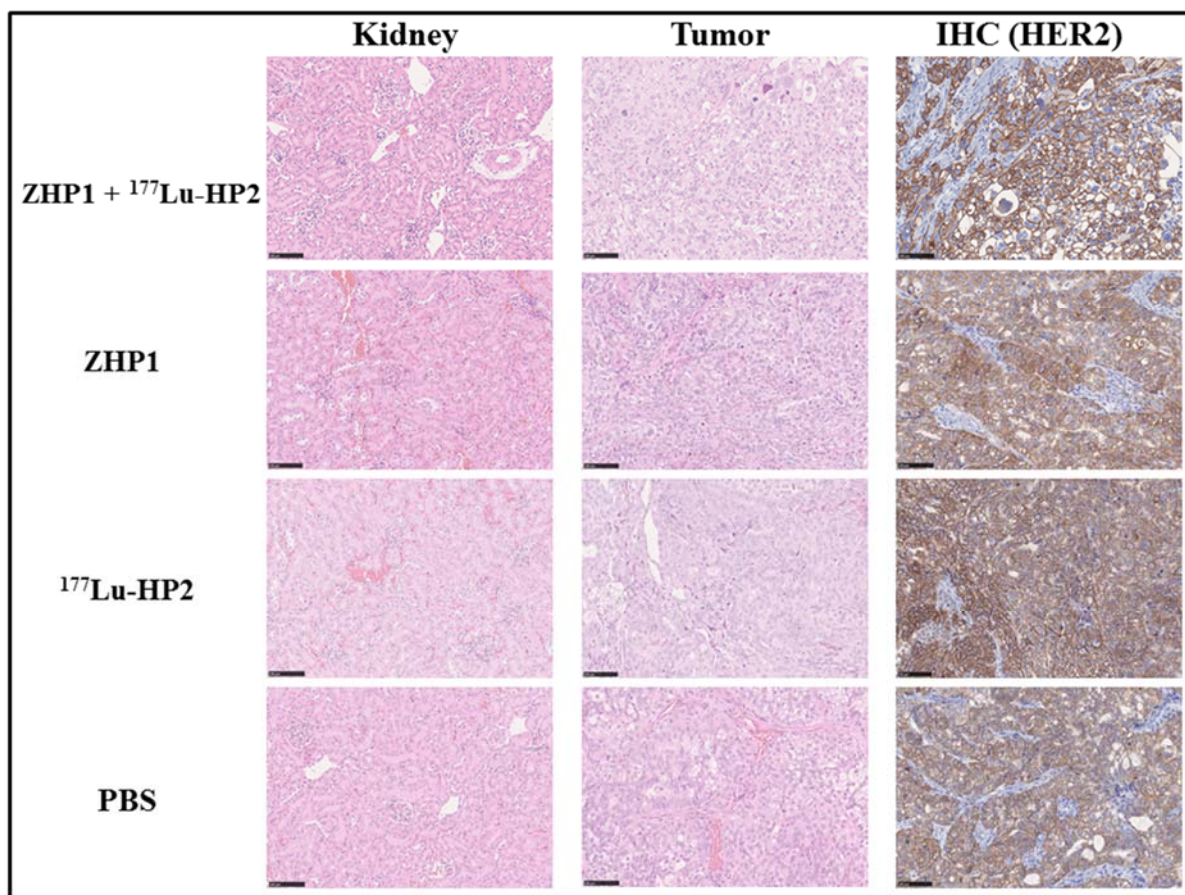 Kidney Tumor IHC (HER2)
ZHP1 + ¹⁷⁷Lu-HP2
ZHP1
¹⁷⁷Lu-HP2
PBS